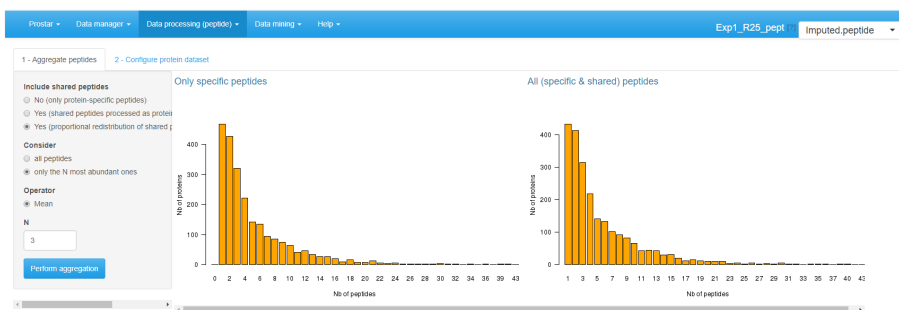 Prostar Data manager Data processing (peptide) Data mining Help Exp1_R25_pept [?] Imputed.peptide
1 - Aggregate peptides 2 - Configure protein dataset
Include shared peptides
No (only protein-specific peptides)
Yes (shared peptides processed as protein
Yes (proportional redistribution of shared p
Consider
all peptides
only the N most abundant ones
Operator
Mean
N
3
Perform aggregation
Only specific peptides
Nb of proteins
400
300
200
100
0
0 2 4 6 8 10 12 14 16 18 20 22 24 26 28 30 32 34 36 39 43
Nb of peptides
All (specific & shared) peptides
Nb of proteins
400
300
200
100
0
1 3 5 7 9 11 13 15 17 19 21 23 25 27 29 31 33 35 37 40 43
Nb of peptides